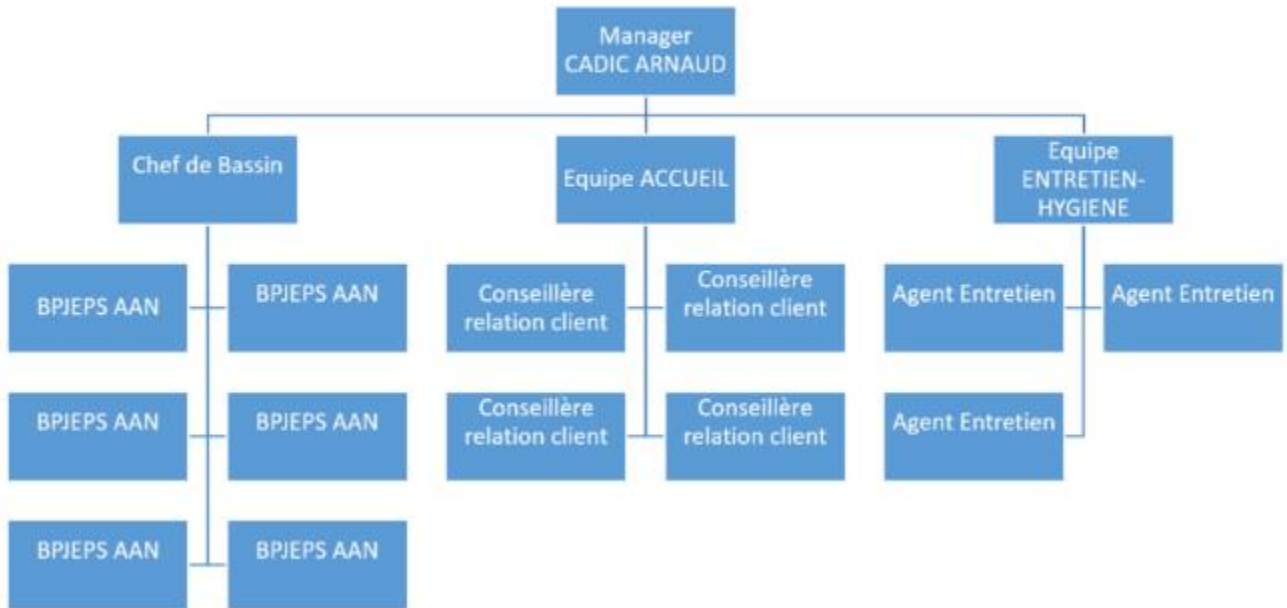 Manager
CADIC ARNAUD
Chef de Bassin
Equipe ACCUEIL
Equipe
ENTRETIEN-
HYGIENE
BPJEPS AAN
BPJEPS AAN
Conseillère
relation client
Conseillère
relation client
Agent Entretien
Agent Entretien
BPJEPS AAN
BPJEPS AAN
Conseillère
relation client
Conseillère
relation client
Agent Entretien
BPJEPS AAN
BPJEPS AAN